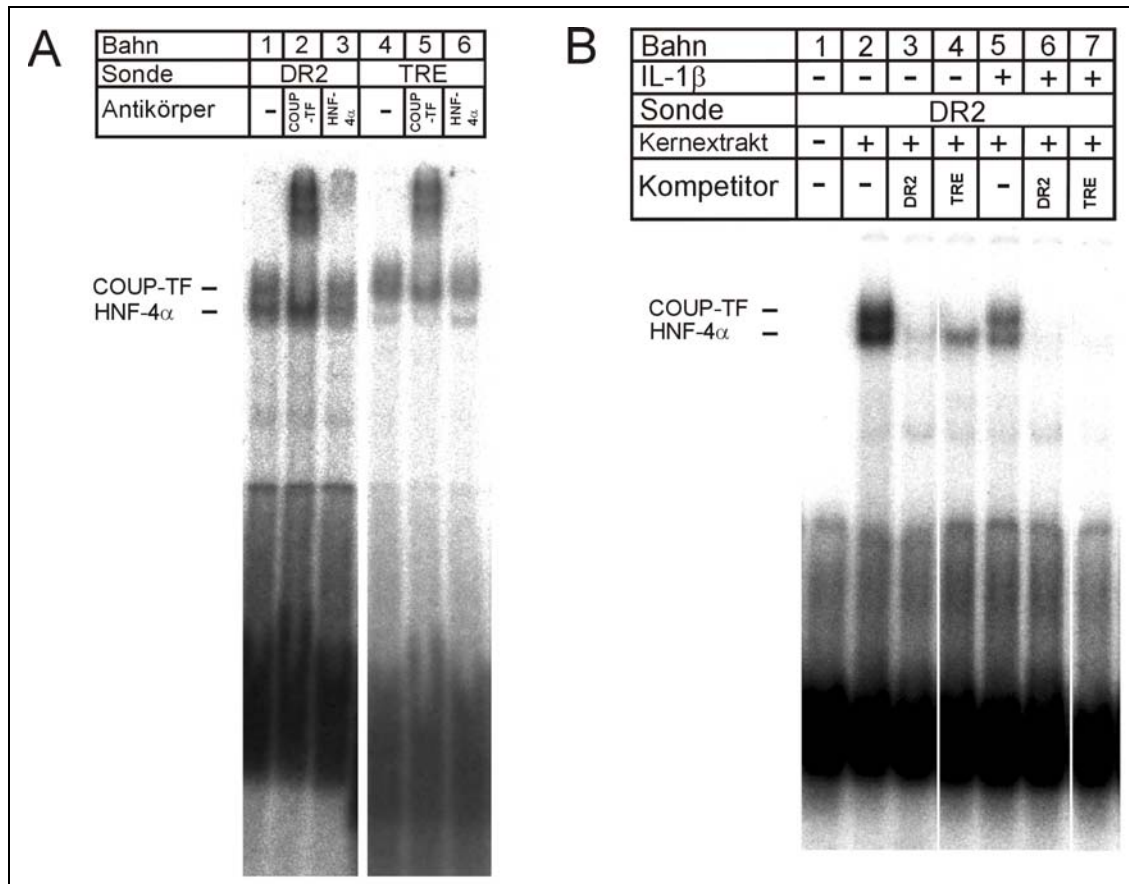 A
Bahn 1 2 3 4 5 6
Sonde DR2 TRE
Antikörper - COUP-TF HNF-4α - COUP-TF HNF-4α
COUP-TF –
HNF-4α –
B
Bahn 1 2 3 4 5 6 7
IL-1β - - - - + + +
Sonde DR2
Kernextrakt - + + + + + +
Kompetitor - - DR2 TRE - DR2 TRE
COUP-TF –
HNF-4α –